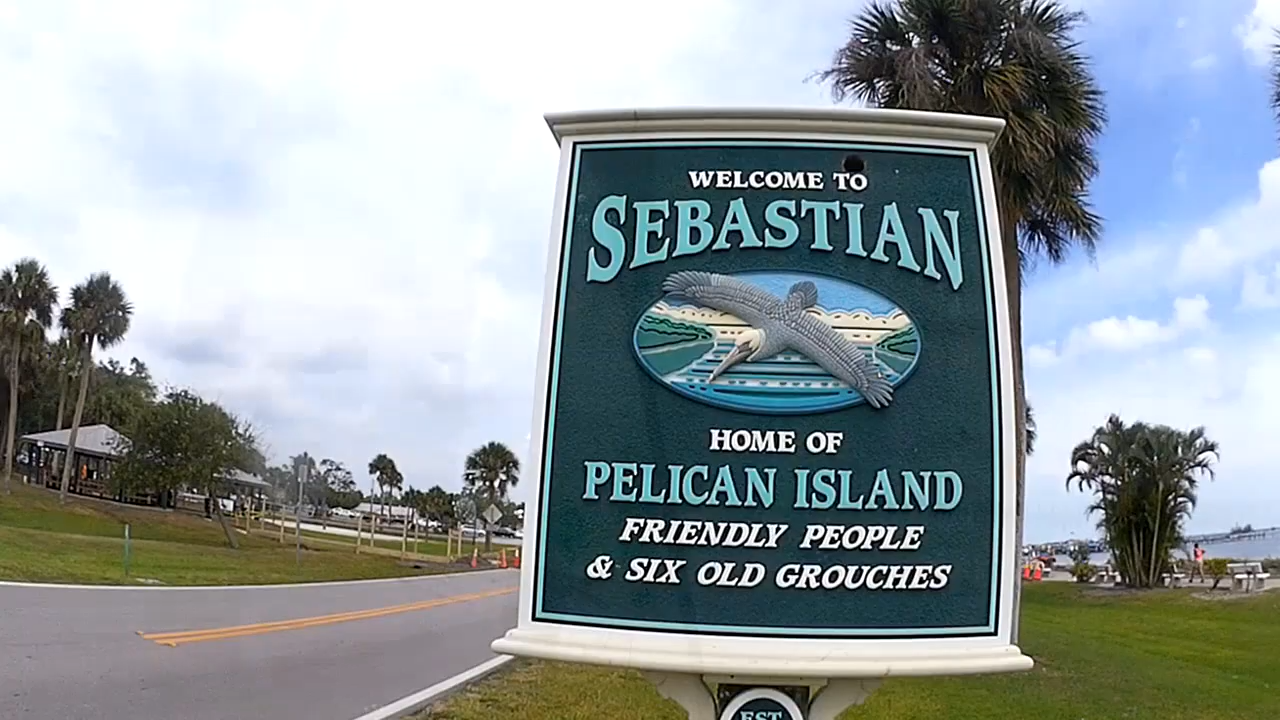 WELCOME TO
SEBASTIAN
HOME OF
PELICAN ISLAND
FRIENDLY PEOPLE
& SIX OLD GROUCHES
EST